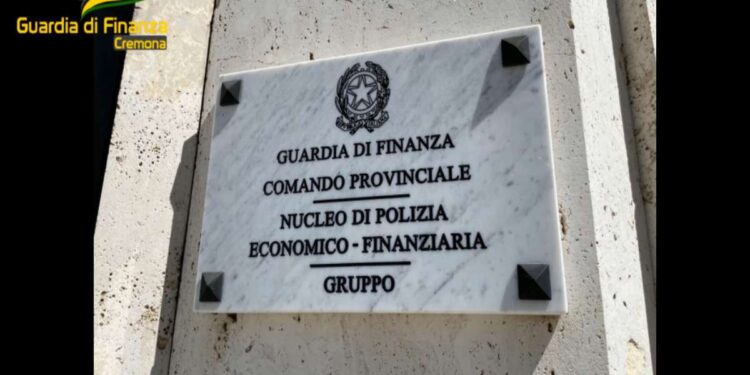 Guardia di Finanza
Cremona
GUARDIA DI FINANZA
COMANDO PROVINCIALE
NUCLEO DI POLIZIA
ECONOMICO - FINANZIARIA
GRUPPO